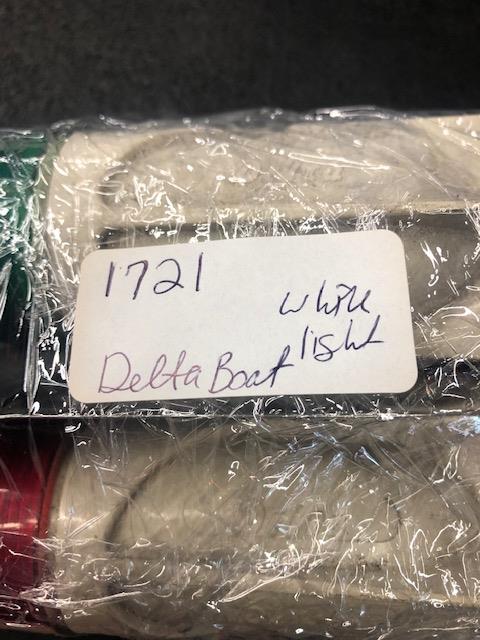 1721
white
light
Delta Boat